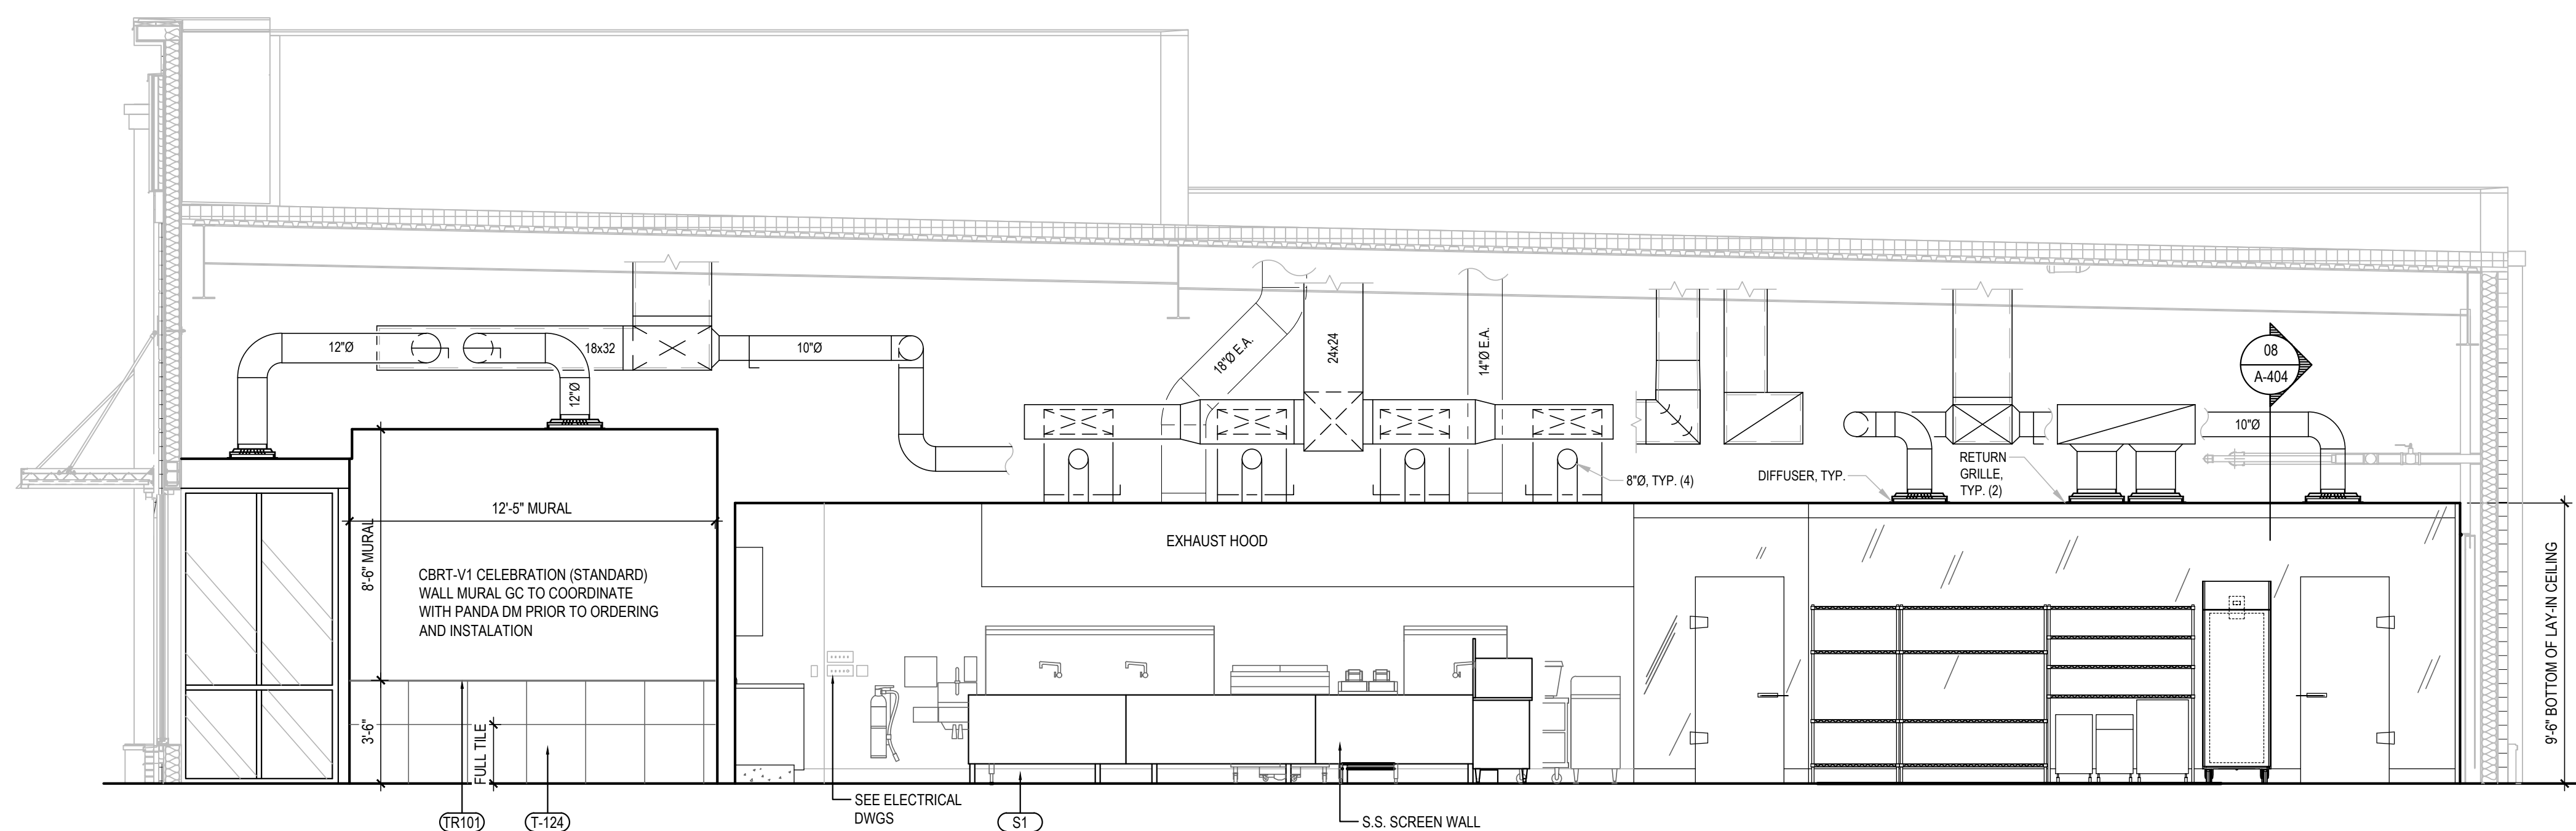 12"Ø
18x32
10"Ø
12"Ø
18"Ø E.A.
24x24
14"Ø E.A.
08
A-404
10"Ø
RETURN
GRILLE,
TYP. (2)
DIFFUSER, TYP.
8"Ø, TYP. (4)
12'-5" MURAL
8'-6" MURAL
EXHAUST HOOD
CBRT-V1 CELEBRATION (STANDARD)
WALL MURAL GC TO COORDINATE
WITH PANDA DM PRIOR TO ORDERING
AND INSTALATION
9'-6" BOTTOM OF LAY-IN CEILING
3'-6"
FULL TILE
SEE ELECTRICAL
DWGS
TR101
T-124
S1
S.S. SCREEN WALL